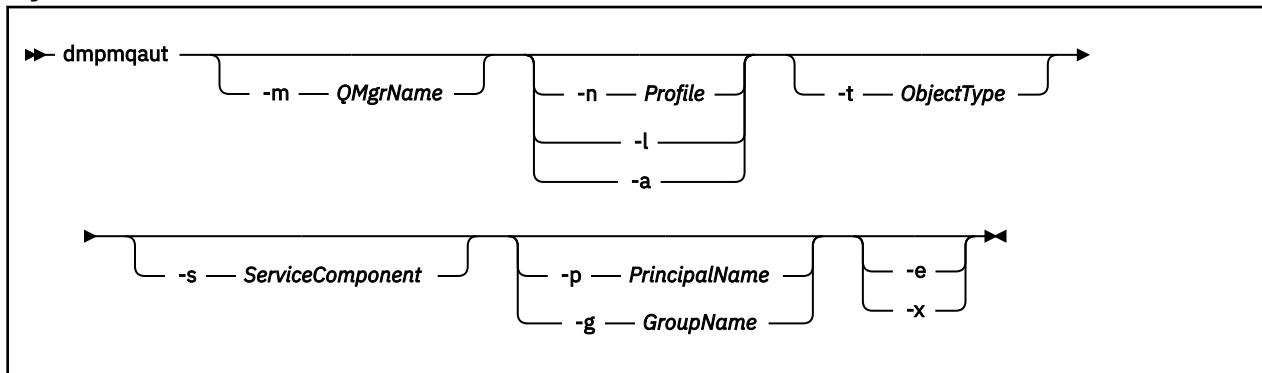 dmpmqaut
-m QMgrName
-n Profile
-l
-a
-t ObjectType
-s ServiceComponent
-p PrincipalName
-g GroupName
-e
-x